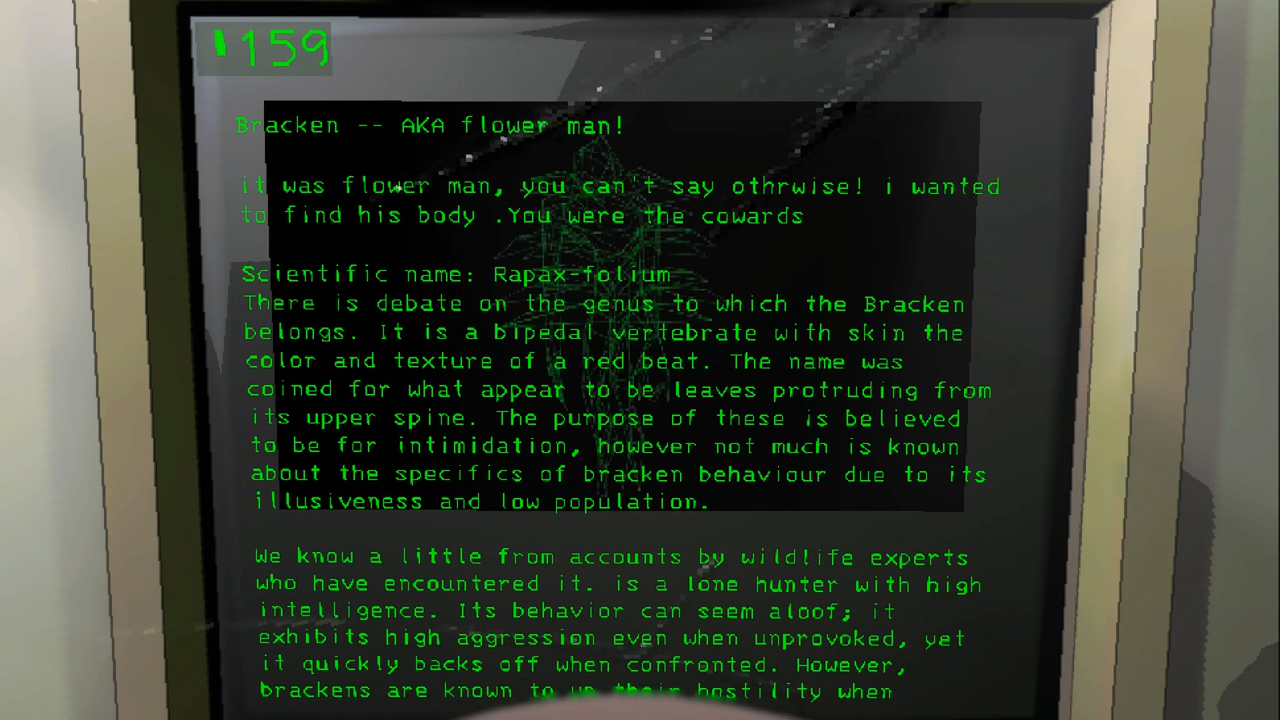 159
Bracken -- AKA flower man!
it was flower man, you can't say othrwise! i wanted
to find his body .You were the cowards
Scientific name: Rapax-folium
There is debate on the genus to which the Bracken
belongs. It is a bipedal vertebrate with skin the
color and texture of a red beat. The name was
coined for what appear to be leaves protruding from
its upper spine. The purpose of these is believed
to be for intimidation, however not much is known
about the specifics of bracken behaviour due to its
illusiveness and low population.
We know a little from accounts by wildlife experts
who have encountered it. is a lone hunter with high
intelligence. Its behavior can seem aloof; it
exhibits high aggression even when unprovoked, yet
it quickly backs off when confronted. However,
brackens are known to up their hostility when